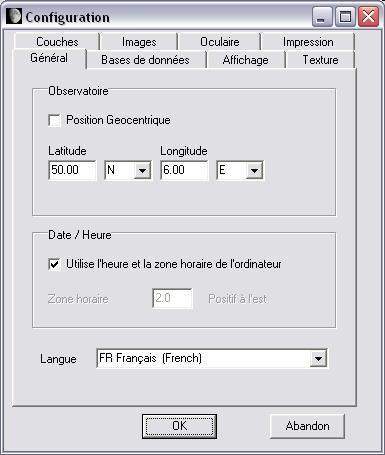 Configuration
Couches Images Oculaire Impression
Général Bases de données Affichage Texture
Observatoire
Position Geocentrique
Latitude Longitude
50.00 N 6.00 E
Date / Heure
Utilise l'heure et la zone horaire de l'ordinateur
Zone horaire 2.0 Positif à l'est
Langue FR Français (French)
OK Abandon